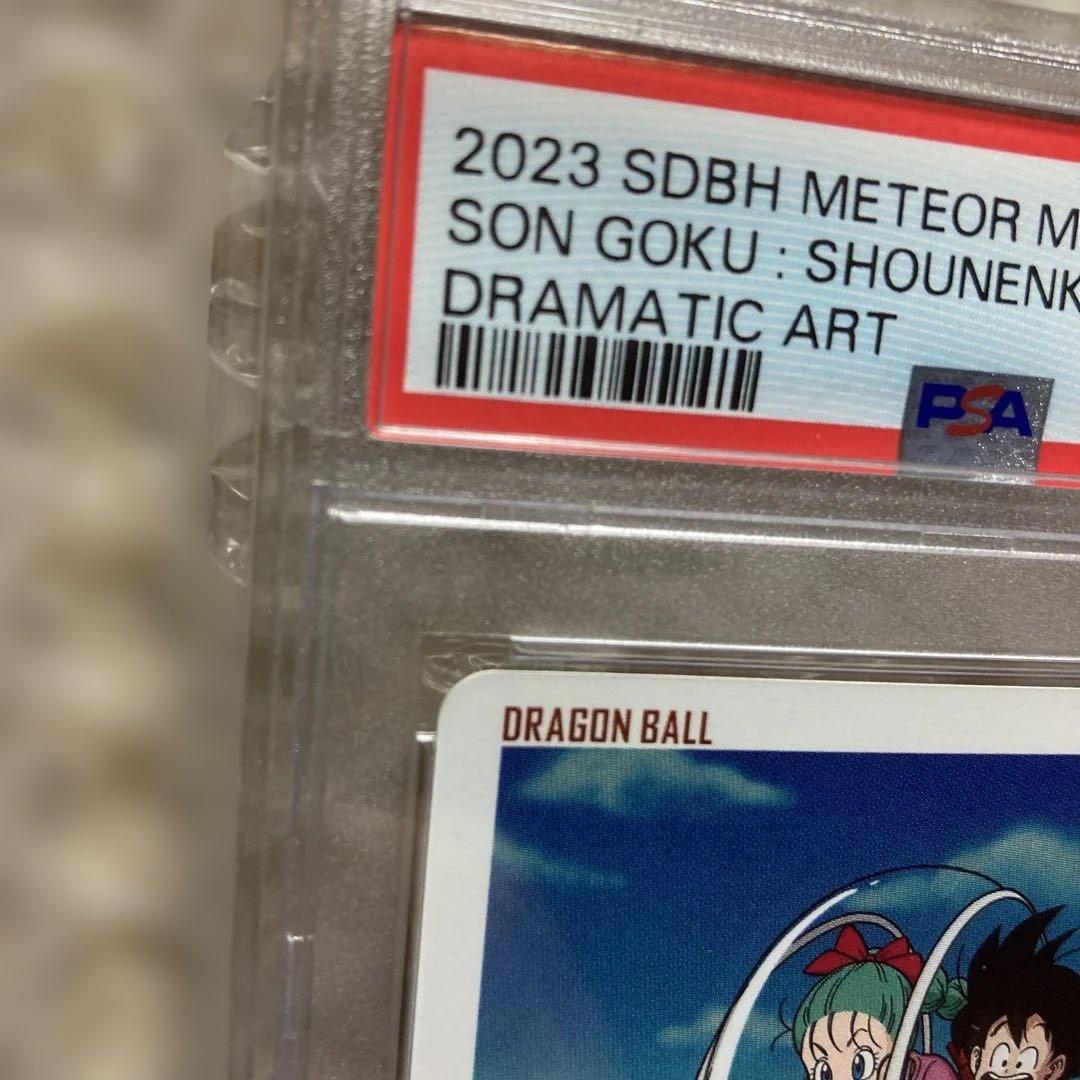 2023 SDBH METEOR M
SON GOKU : SHOUNENK
DRAMATIC ART
PSA
DRAGON BALL